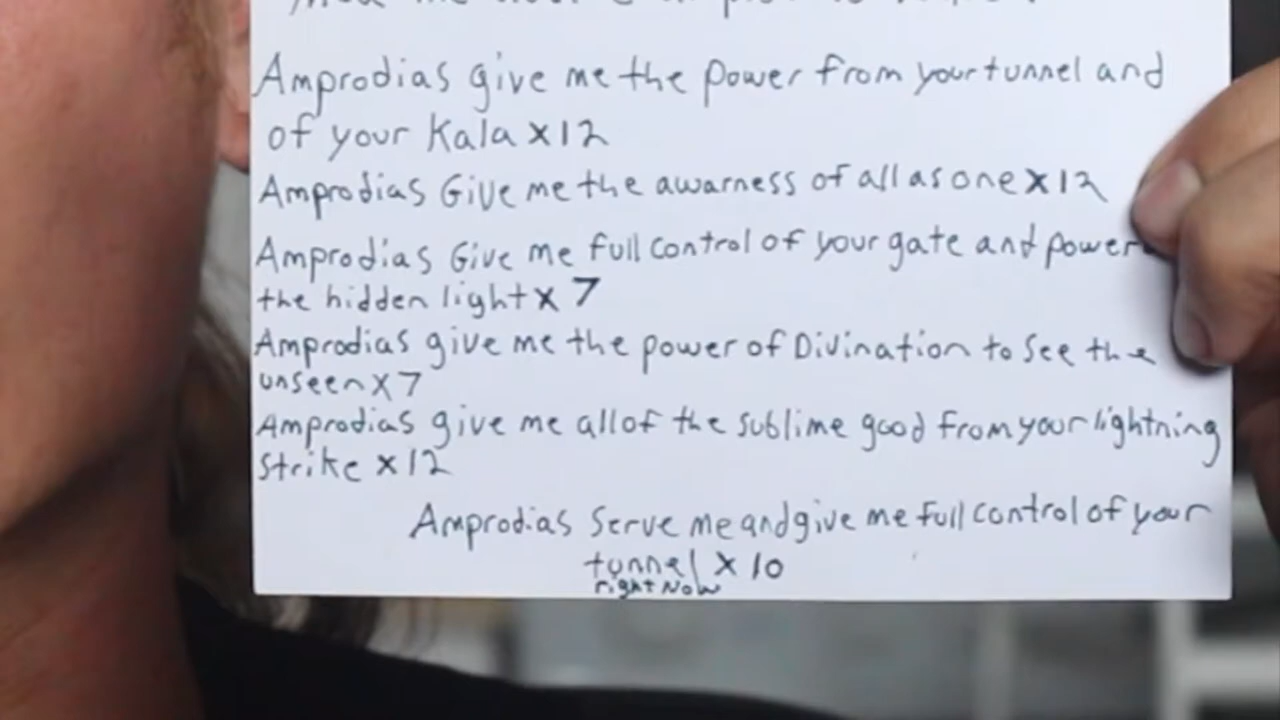 Amprodias give me the power from your tunnel and
of your Kala x12
Amprodias Give me the awarness of all as one x12
Amprodias Give me full control of your gate and power
the hidden light x 7
Amprodias give me the power of Divination to see the
unseen x 7
Amprodias give me all of the sublime good from your lightning
strike x12
Amprodias Serve me and give me full control of your
tunnel x 10
right Now